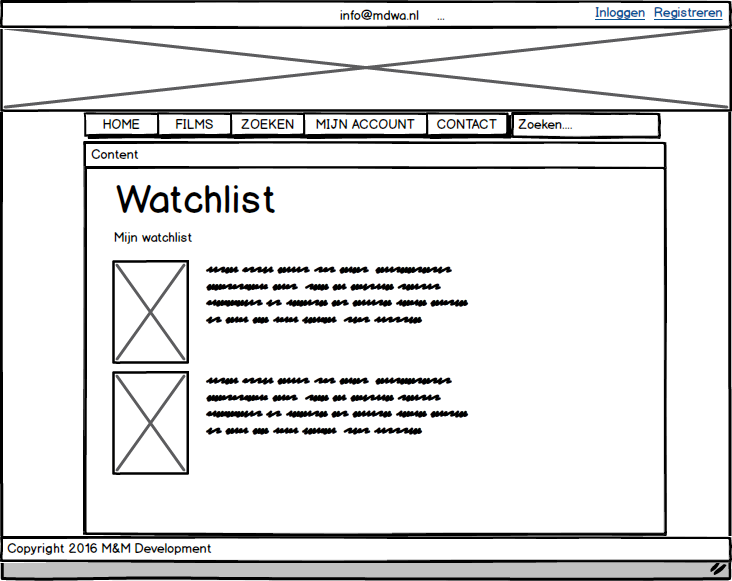 info@mdwa.nl ... Inloggen Registreren
HOME FILMS ZOEKEN MIJN ACCOUNT CONTACT Zoeken....
Content
Watchlist
Mijn watchlist
Copyright 2016 M&M Development